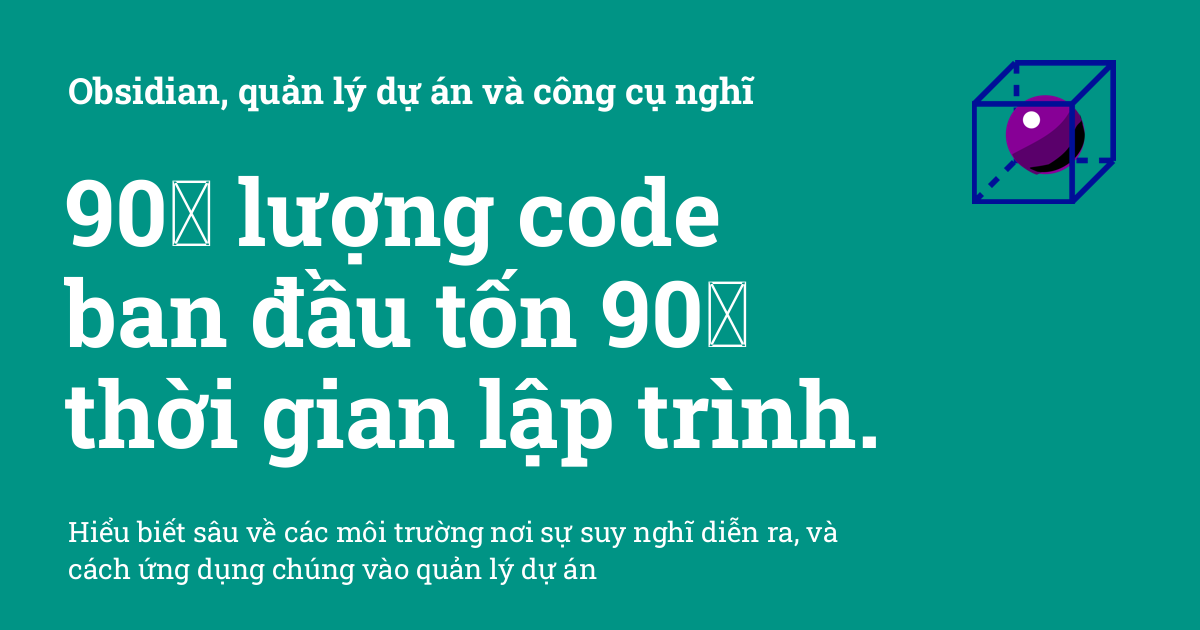 Obsidian, quản lý dự án và công cụ nghĩ
90 lượng code
ban đầu tốn 90
thời gian lập trình.
Hiểu biết sâu về các môi trường nơi sự suy nghĩ diễn ra, và
cách ứng dụng chúng vào quản lý dự án